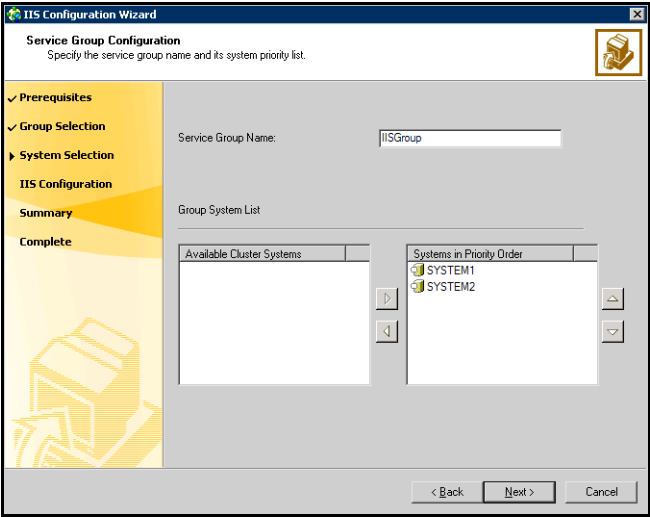 IIS Configuration Wizard
Service Group Configuration
Specify the service group name and its system priority list.
Prerequisites
Group Selection
System Selection
IIS Configuration
Summary
Complete
Service Group Name:
IISGroup
Group System List
Available Cluster Systems
Systems in Priority Order
SYSTEM1
SYSTEM2
< Back
Next >
Cancel